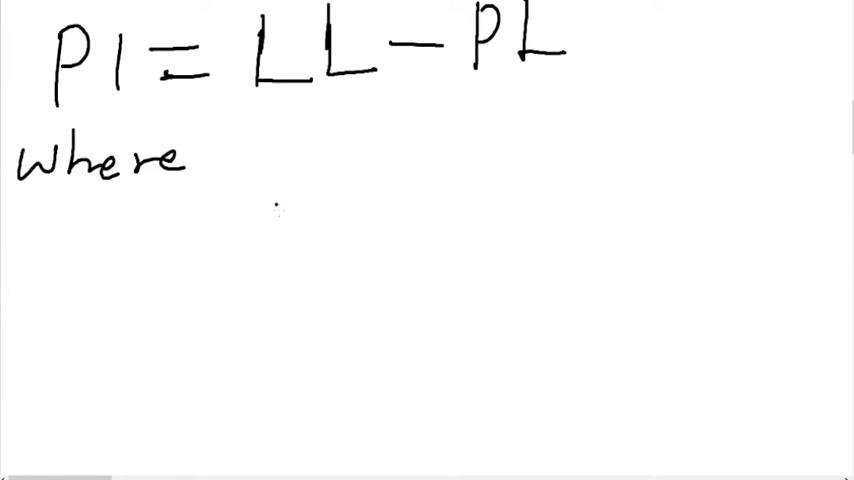 PI = LL - PL
where